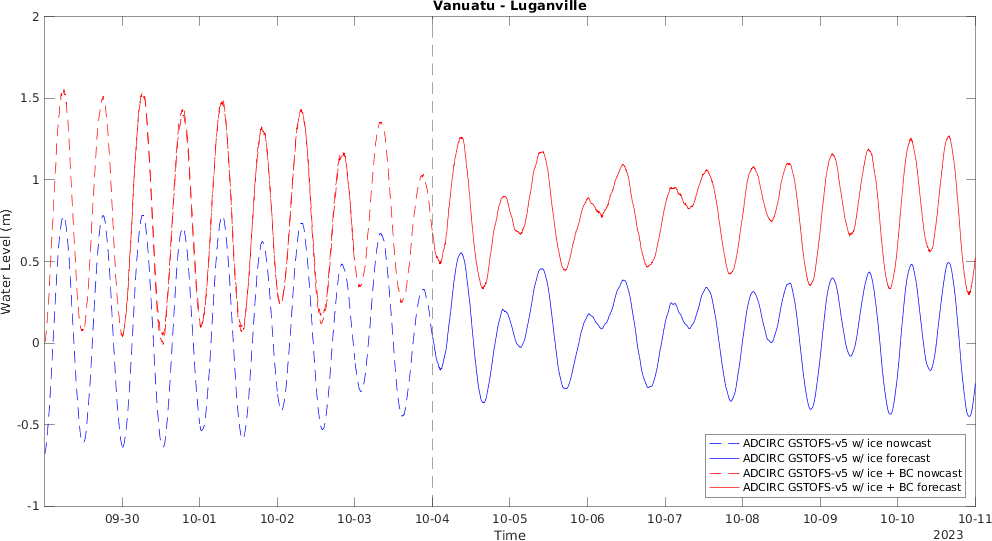 Vanuatu - Luganville
2
1.5
1
0.5
0
-0.5
-1
Water Level (m)
09-30 10-01 10-02 10-03 10-04 10-05 10-06 10-07 10-08 10-09 10-10 10-11
Time
2023
ADCIRC GSTOFS-v5 w/ ice nowcast
ADCIRC GSTOFS-v5 w/ ice forecast
ADCIRC GSTOFS-v5 w/ ice + BC nowcast
ADCIRC GSTOFS-v5 w/ ice + BC forecast